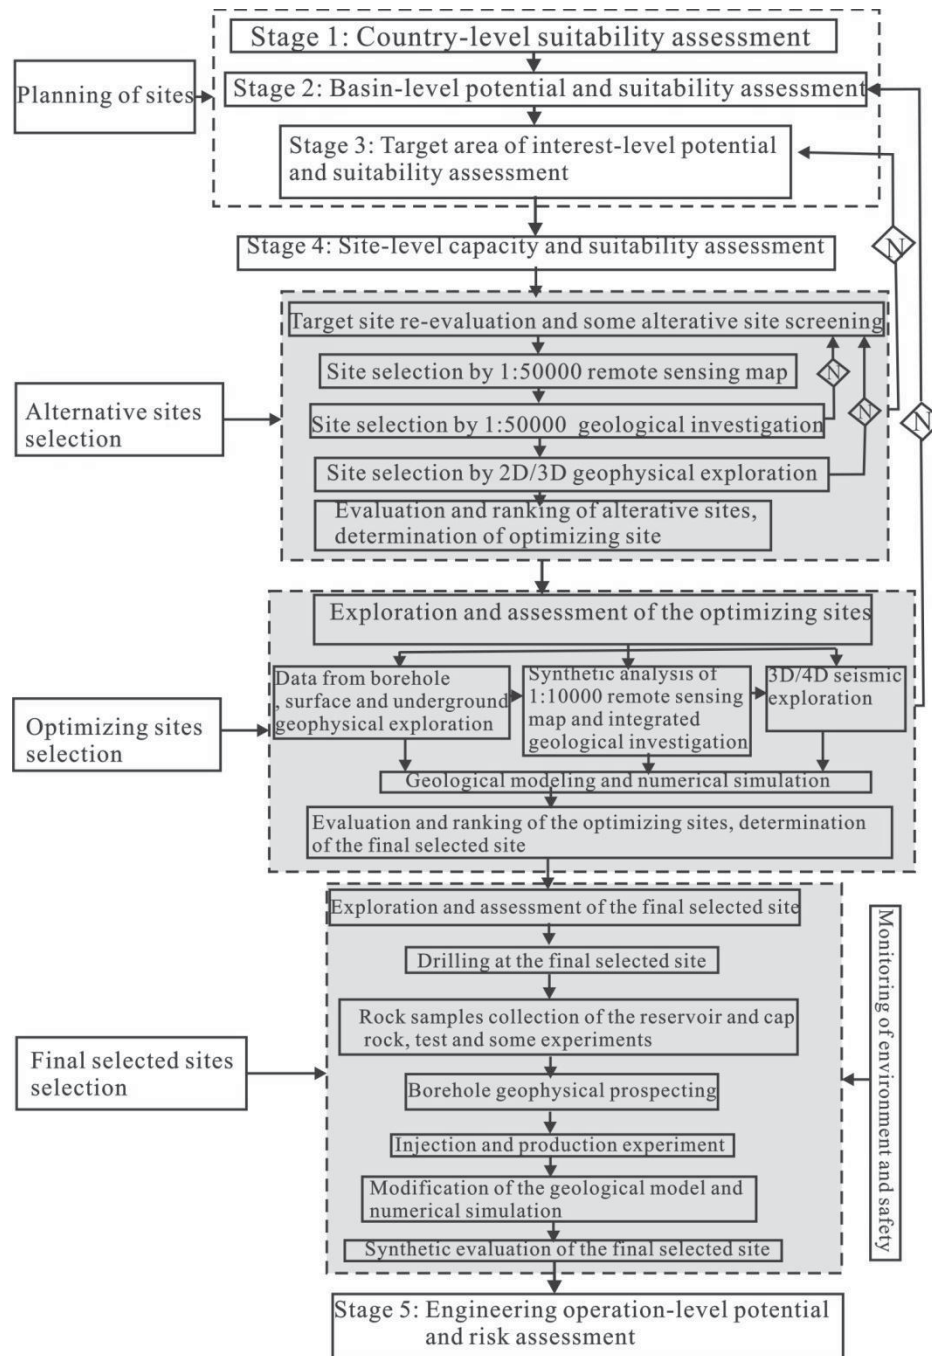 Stage 1: Country-level suitability assessment
Planning of sites
Stage 2: Basin-level potential and suitability assessment
Stage 3: Target area of interest-level potential
and suitability assessment
N
Stage 4: Site-level capacity and suitability assessment
Target site re-evaluation and some alterative site screening
Site selection by 1:50000 remote sensing map
N
Alternative sites
selection
Site selection by 1:50000 geological investigation
N
N
Site selection by 2D/3D geophysical exploration
Evaluation and ranking of alterative sites,
determination of optimizing site
Exploration and assessment of the optimizing sites
Optimizing sites
selection
Data from borehole
, surface and underground
geophysical exploration
Synthetic analysis of
1:10000 remote sensing
map and integrated
geological investigation
3D/4D seismic
exploration
Geological modeling and numerical simulation
Evaluation and ranking of the optimizing sites, determination
of the final selected site
Exploration and assessment of the final selected site
Drilling at the final selected site
Rock samples collection of the reservoir and cap
rock, test and some experiments
Final selected sites
selection
Borehole geophysical prospecting
Injection and production experiment
Modification of the geological model and
numerical simulation
Synthetic evaluation of the final selected site
Monitoring of environment and safety
Stage 5: Engineering operation-level potential
and risk assessment